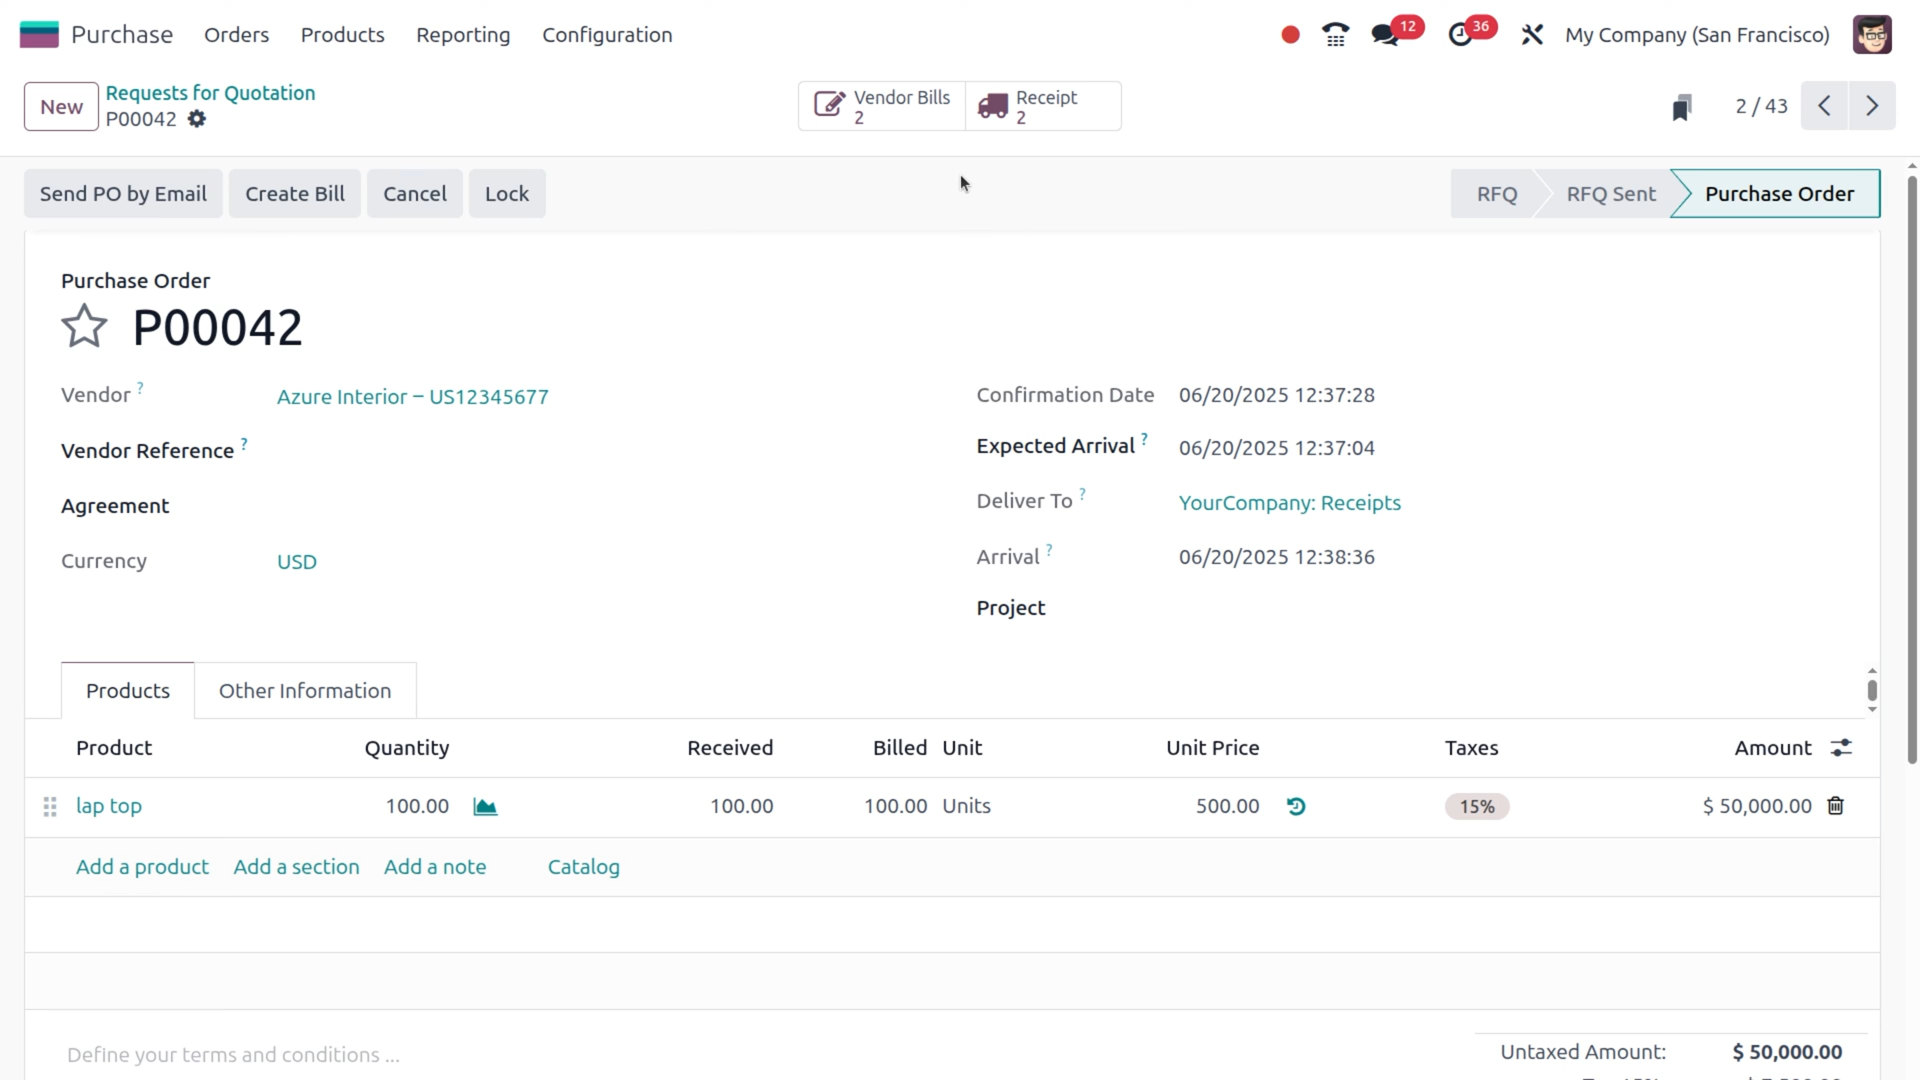 Purchase Orders Products Reporting Configuration 12 36 My Company (San Francisco)
New Requests for Quotation
P00042
Vendor Bills
2
Receipt
2
2 / 43
Send PO by Email Create Bill Cancel Lock RFQ RFQ Sent Purchase Order
Purchase Order
P00042
Vendor ? Azure Interior – US12345677
Vendor Reference ?
Agreement
Currency USD
Confirmation Date 06/20/2025 12:37:28
Expected Arrival ? 06/20/2025 12:37:04
Deliver To ? YourCompany: Receipts
Arrival ? 06/20/2025 12:38:36
Project
Products Other Information
Product Quantity Received Billed Unit Unit Price Taxes Amount
lap top 100.00 100.00 100.00 Units 500.00 15% $ 50,000.00
Add a product Add a section Add a note Catalog
Define your terms and conditions ...
Untaxed Amount: $ 50,000.00